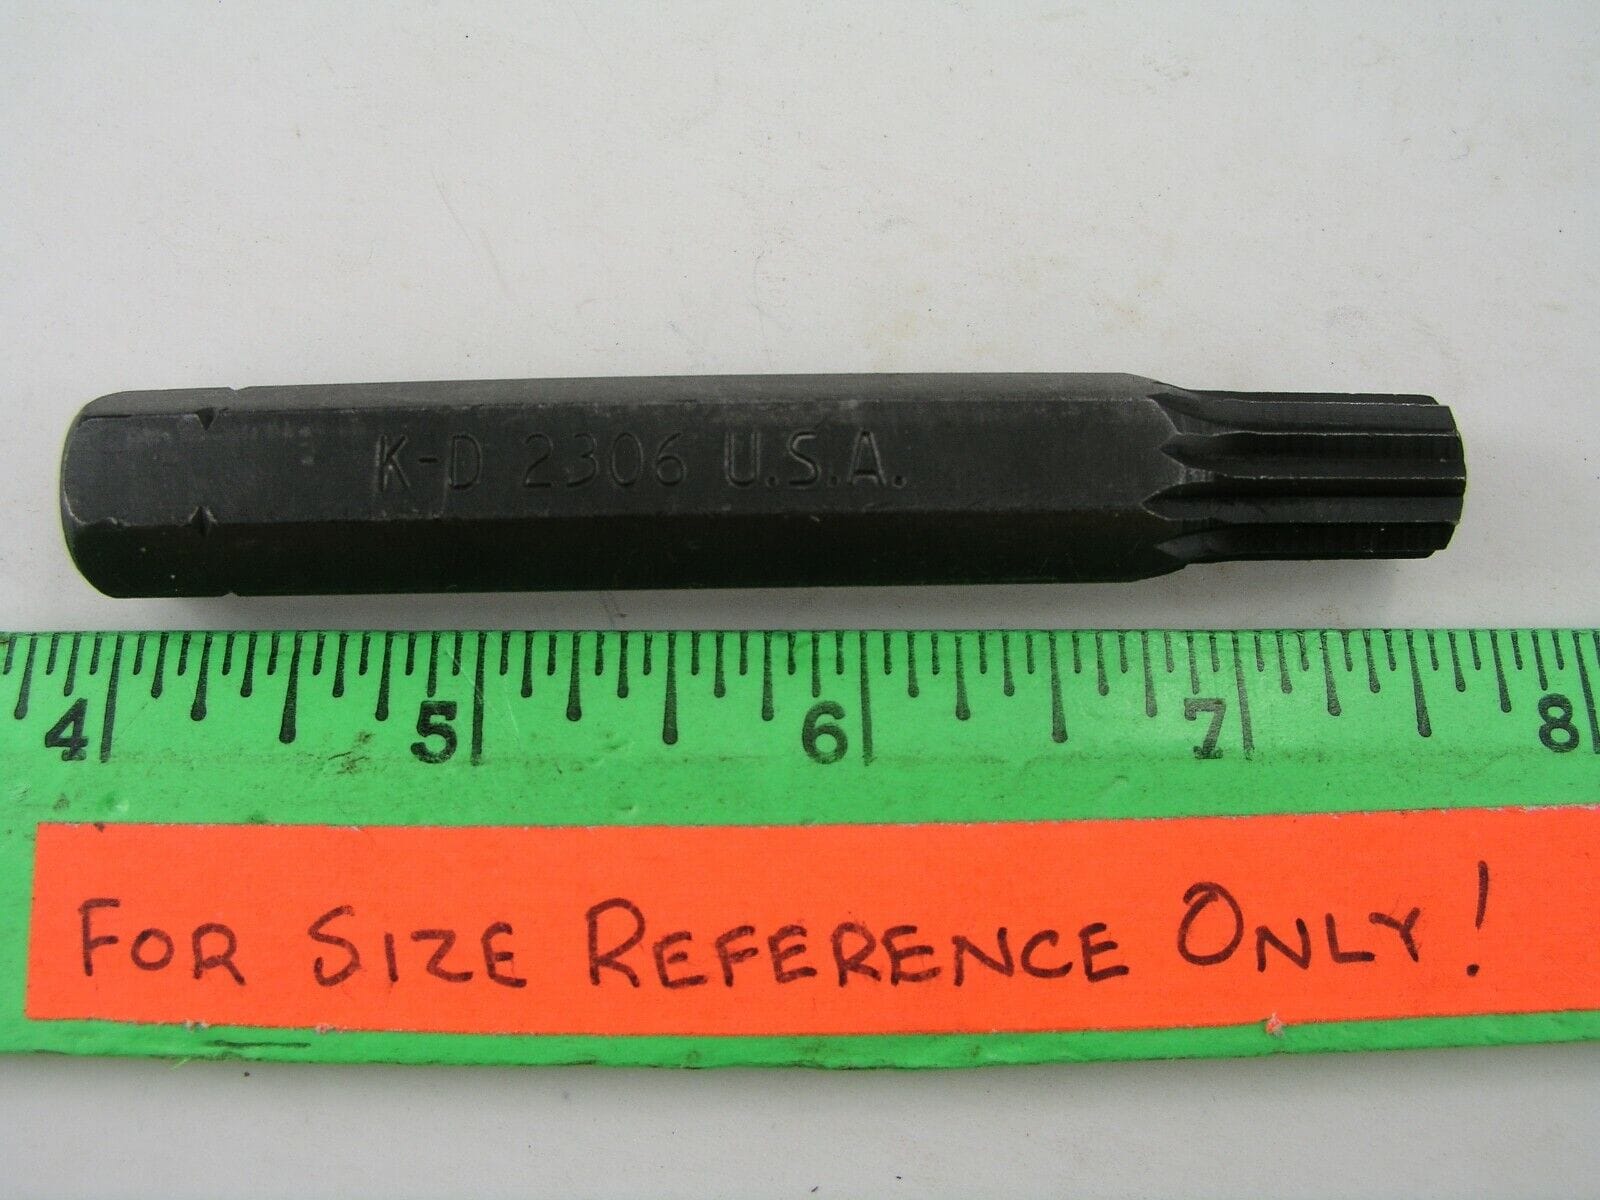 K-D 2306 U.S.A.
4 5 6 7 8
FOR SIZE REFERENCE ONLY!